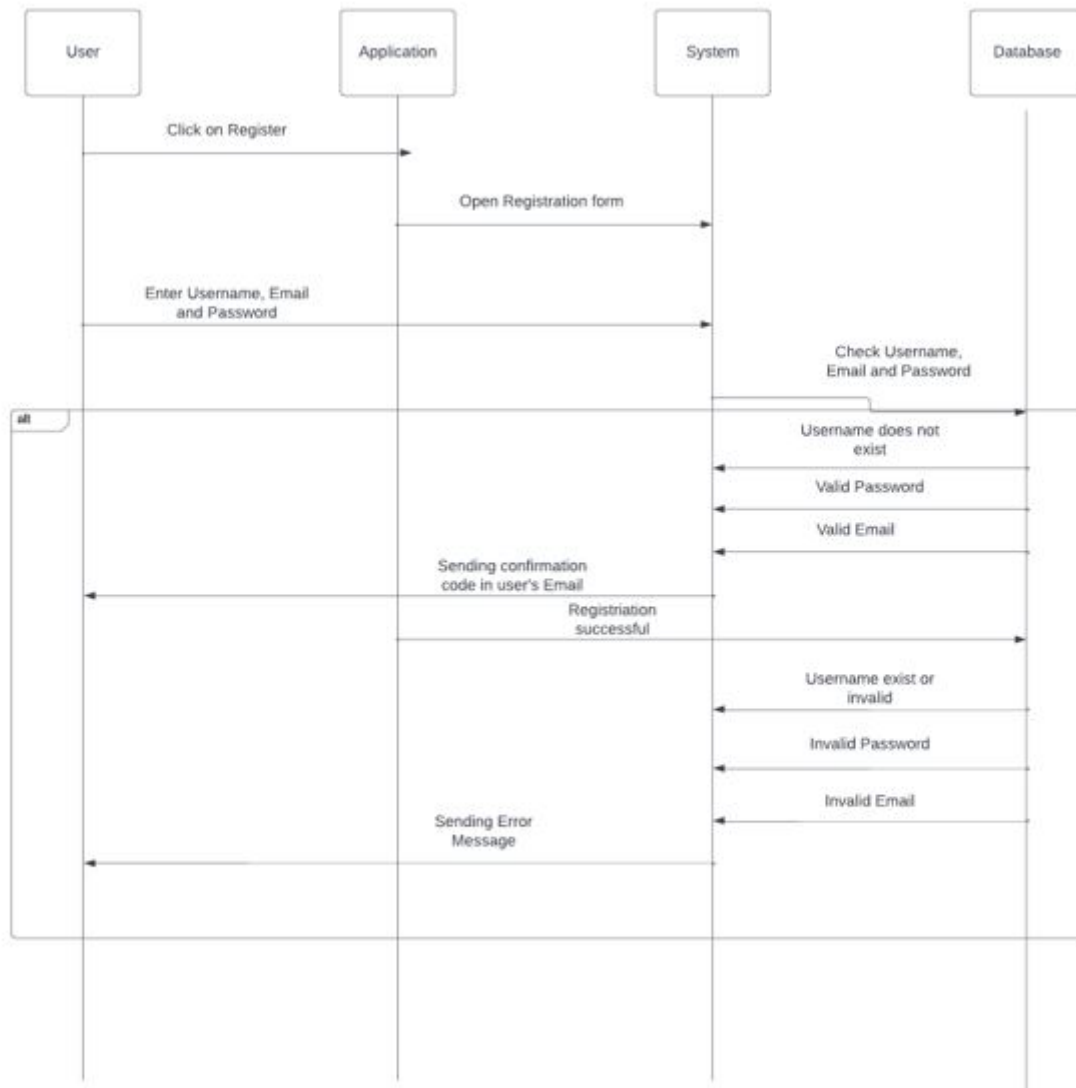 User
Application
System
Database
Click on Register
Open Registration form
Enter Username, Email
and Password
Check Username,
Email and Password
alt
Username does not
exist
Valid Password
Valid Email
Sending confirmation
code in user's Email
Registriation
successful
Username exist or
invalid
Invalid Password
Invalid Email
Sending Error
Message